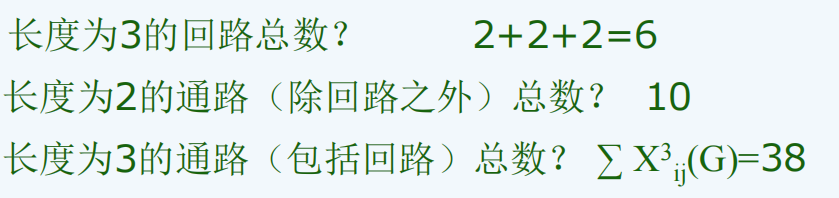 长度为3的回路总数？ 2+2+2=6
长度为2的通路（除回路之外）总数？ 10
长度为3的通路（包括回路）总数？ ∑ X³ᵢⱼ(G)=38